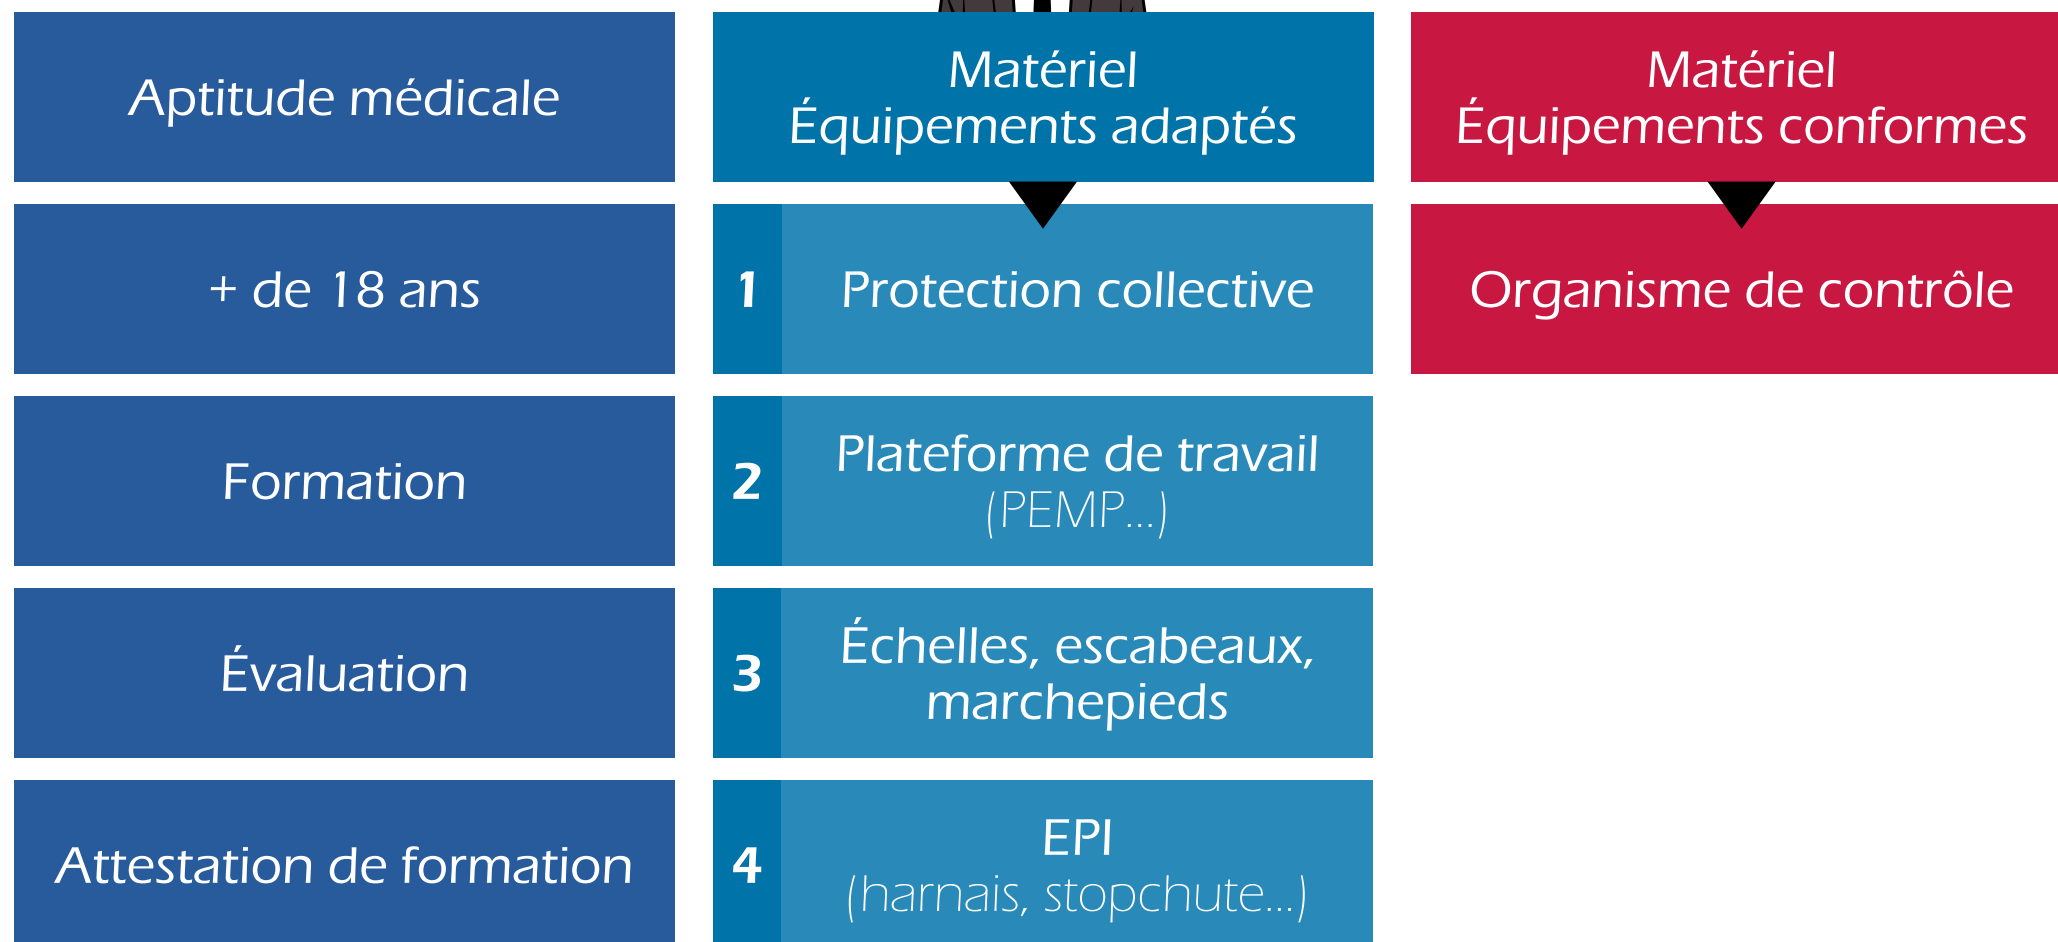 Aptitude médicale
+ de 18 ans
Formation
Évaluation
Attestation de formation
Matériel
Équipements adaptés
1 Protection collective
2 Plateforme de travail
(PEMP...)
3 Échelles, escabeaux,
marchepieds
4 EPI
(harnais, stopchute...)
Matériel
Équipements conformes
Organisme de contrôle